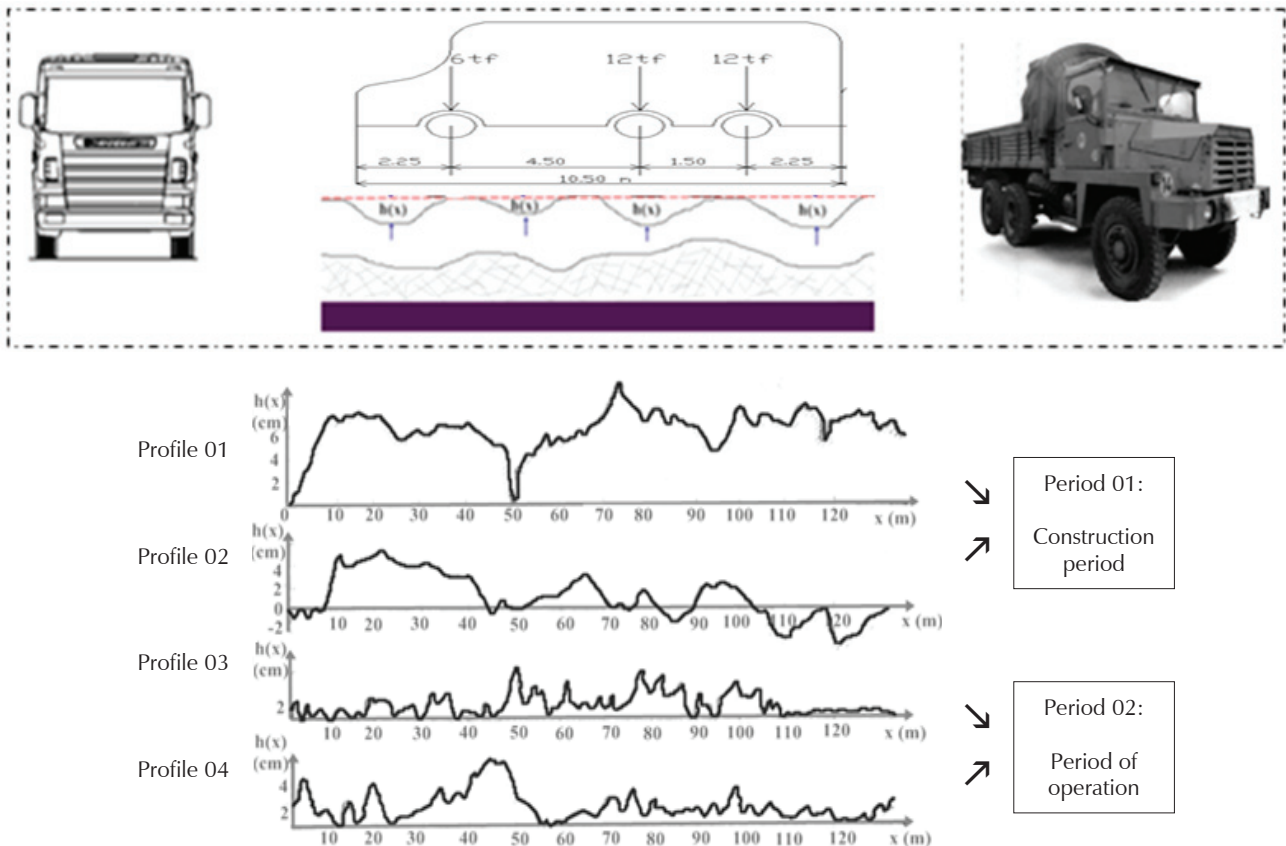 6tf 12tf 12tf
2.25 4.50 1.50 2.25
10.50
h(x) h(x) h(x) h(x)
Profile 01
h(x)
(cm)
6
4
2
0 10 20 30 40 50 60 70 80 90 100 110 120 x (m)
Profile 02
h(x)
(cm)
4
2
0
-2
10 20 30 40 50 60 70 80 90 100 110 120 x (m)
Period 01:
Construction
period
Profile 03
h(x)
(cm)
2
10 20 30 40 50 60 70 80 90 100 110 120 x (m)
Profile 04
h(x)
(cm)
4
2
10 20 30 40 50 60 70 80 90 100 110 120 x (m)
Period 02:
Period of
operation